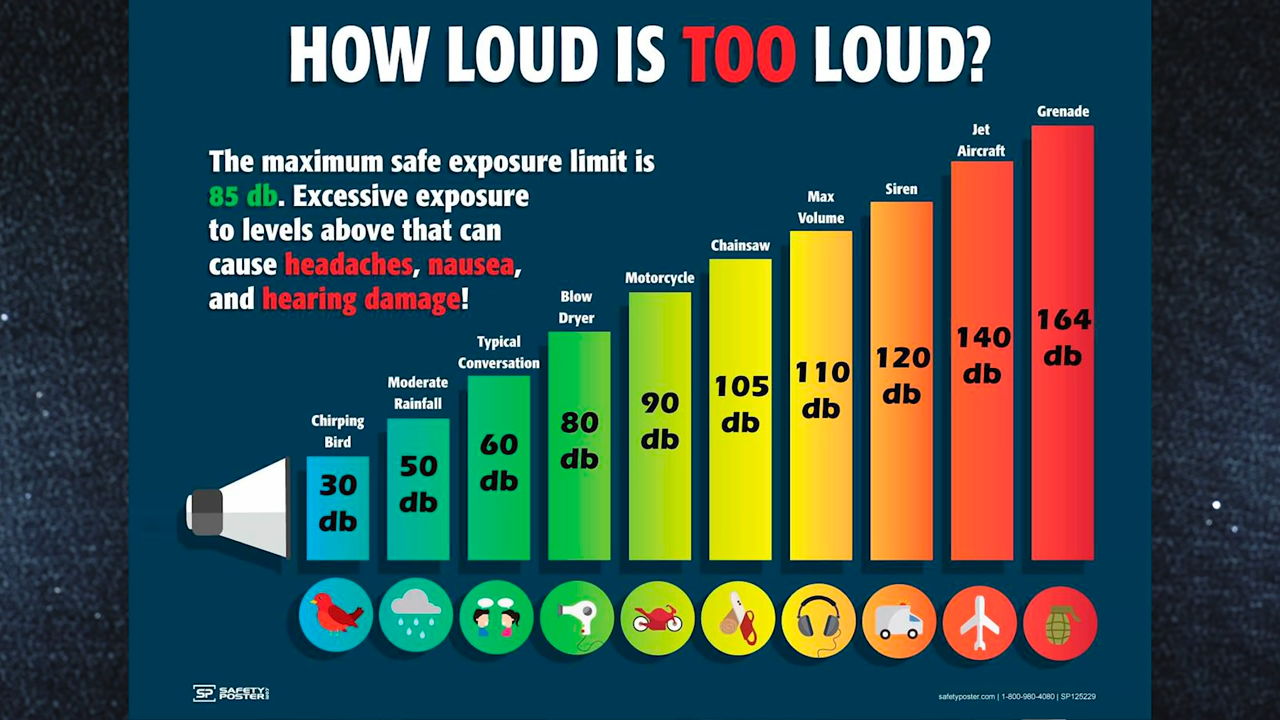 HOW LOUD IS TOO LOUD?
The maximum safe exposure limit is
85 db. Excessive exposure
to levels above that can
cause headaches, nausea,
and hearing damage!
Chirping
Bird
30
db
Moderate
Rainfall
50
db
Typical
Conversation
60
db
Blow
Dryer
80
db
Motorcycle
90
db
Chainsaw
105
db
Max
Volume
110
db
Siren
120
db
Jet
Aircraft
140
db
Grenade
164
db
SP SAFETY
POSTER
safetyposter.com | 1-800-980-4080 | SP125229